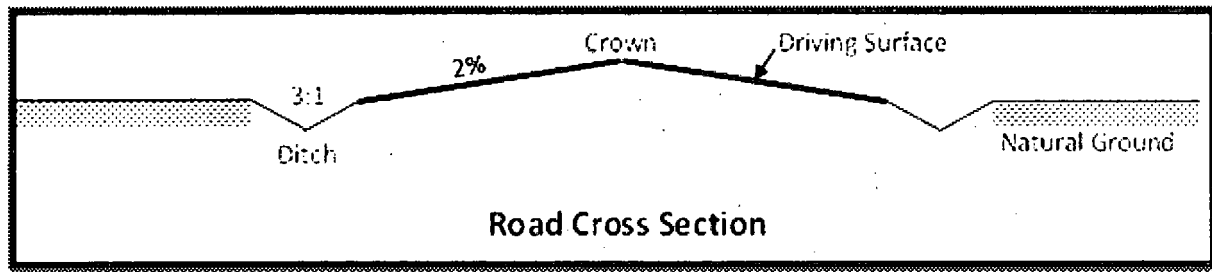 Crown
Driving Surface
2%
3:1
Ditch
Natural Ground
Road Cross Section